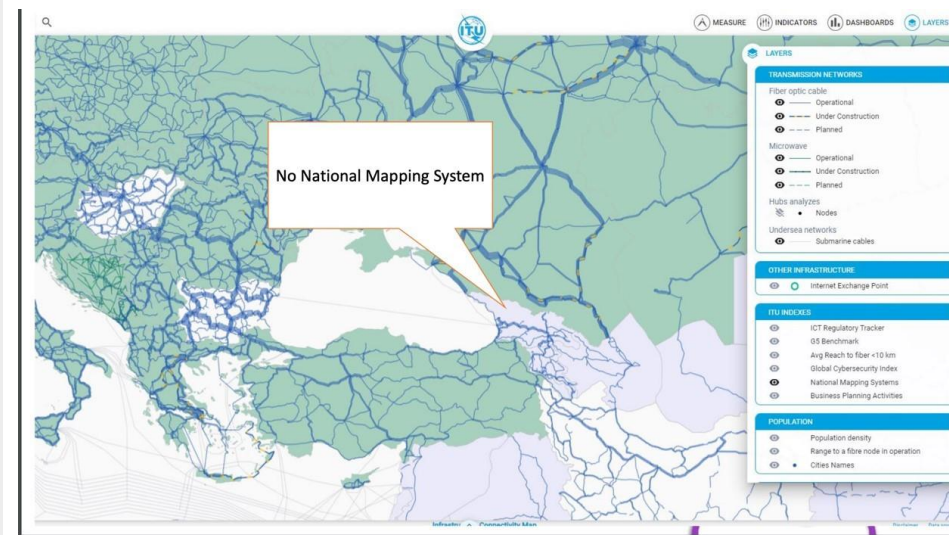 ITU
MEASURE
INDICATORS
DASHBOARDS
LAYERS
LAYERS
TRANSMISSION NETWORKS
Fiber optic cable
Operational
Under Construction
Planned
Microwave
Operational
Under Construction
Planned
Hubs analyzes
Nodes
Undersea networks
Submarine cables
OTHER INFRASTRUCTURE
Internet Exchange Point
ITU INDEXES
ICT Regulatory Tracker
G5 Benchmark
Avg Reach to fiber <10 km
Global Cybersecurity Index
National Mapping Systems
Business Planning Activities
POPULATION
Population density
Range to a fibre node in operation
Cities Names
No National Mapping System
Connectivity Map
Disclaimer